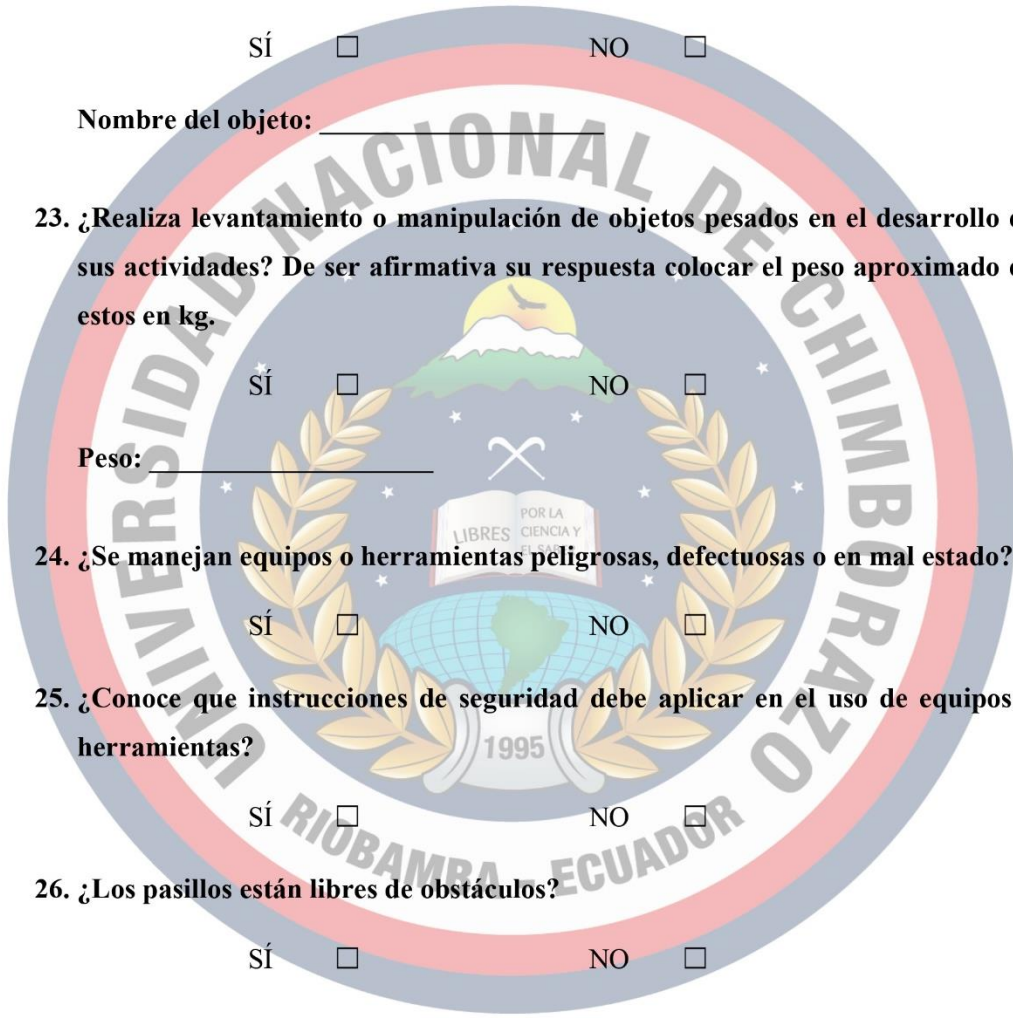 SÍ ☐ NO ☐
Nombre del objeto: ____________________
23. ¿Realiza levantamiento o manipulación de objetos pesados en el desarrollo
sus actividades? De ser afirmativa su respuesta colocar el peso aproximado
estos en kg.
SÍ ☐ NO ☐
Peso: ____________________
24. ¿Se manejan equipos o herramientas peligrosas, defectuosas o en mal estado?
SÍ ☐ NO ☐
25. ¿Conoce que instrucciones de seguridad debe aplicar en el uso de equipos
herramientas?
SÍ ☐ NO ☐
26. ¿Los pasillos están libres de obstáculos?
SÍ ☐ NO ☐
UNIVERSIDAD NACIONAL DE CHIMBORAZO
LIBRES POR LA
CIENCIA Y
EL SABER
1995
RIOBAMBA - ECUADOR